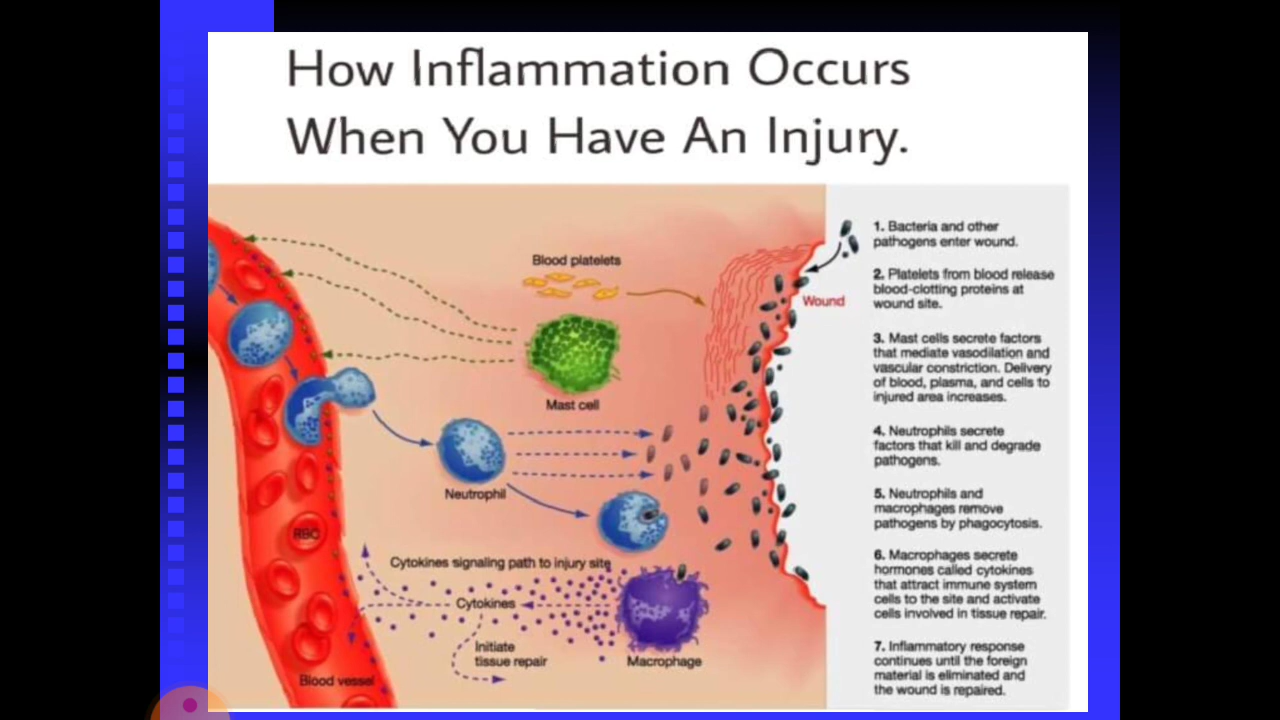 How Inflammation Occurs
When You Have An Injury.
Blood platelets
Wound
Mast cell
Neutrophil
RBC
Cytokines signaling path to injury site
Cytokines
Initiate
tissue repair
Macrophage
Blood vessel
1. Bacteria and other
pathogens enter wound.
2. Platelets from blood release
blood-clotting proteins at
wound site.
3. Mast cells secrete factors
that mediate vasodilation and
vascular constriction. Delivery
of blood, plasma, and cells to
injured area increases.
4. Neutrophils secrete
factors that kill and degrade
pathogens.
5. Neutrophils and
macrophages remove
pathogens by phagocytosis.
6. Macrophages secrete
hormones called cytokines
that attract immune system
cells to the site and activate
cells involved in tissue repair.
7. Inflammatory response
continues until the foreign
material is eliminated and
the wound is repaired.